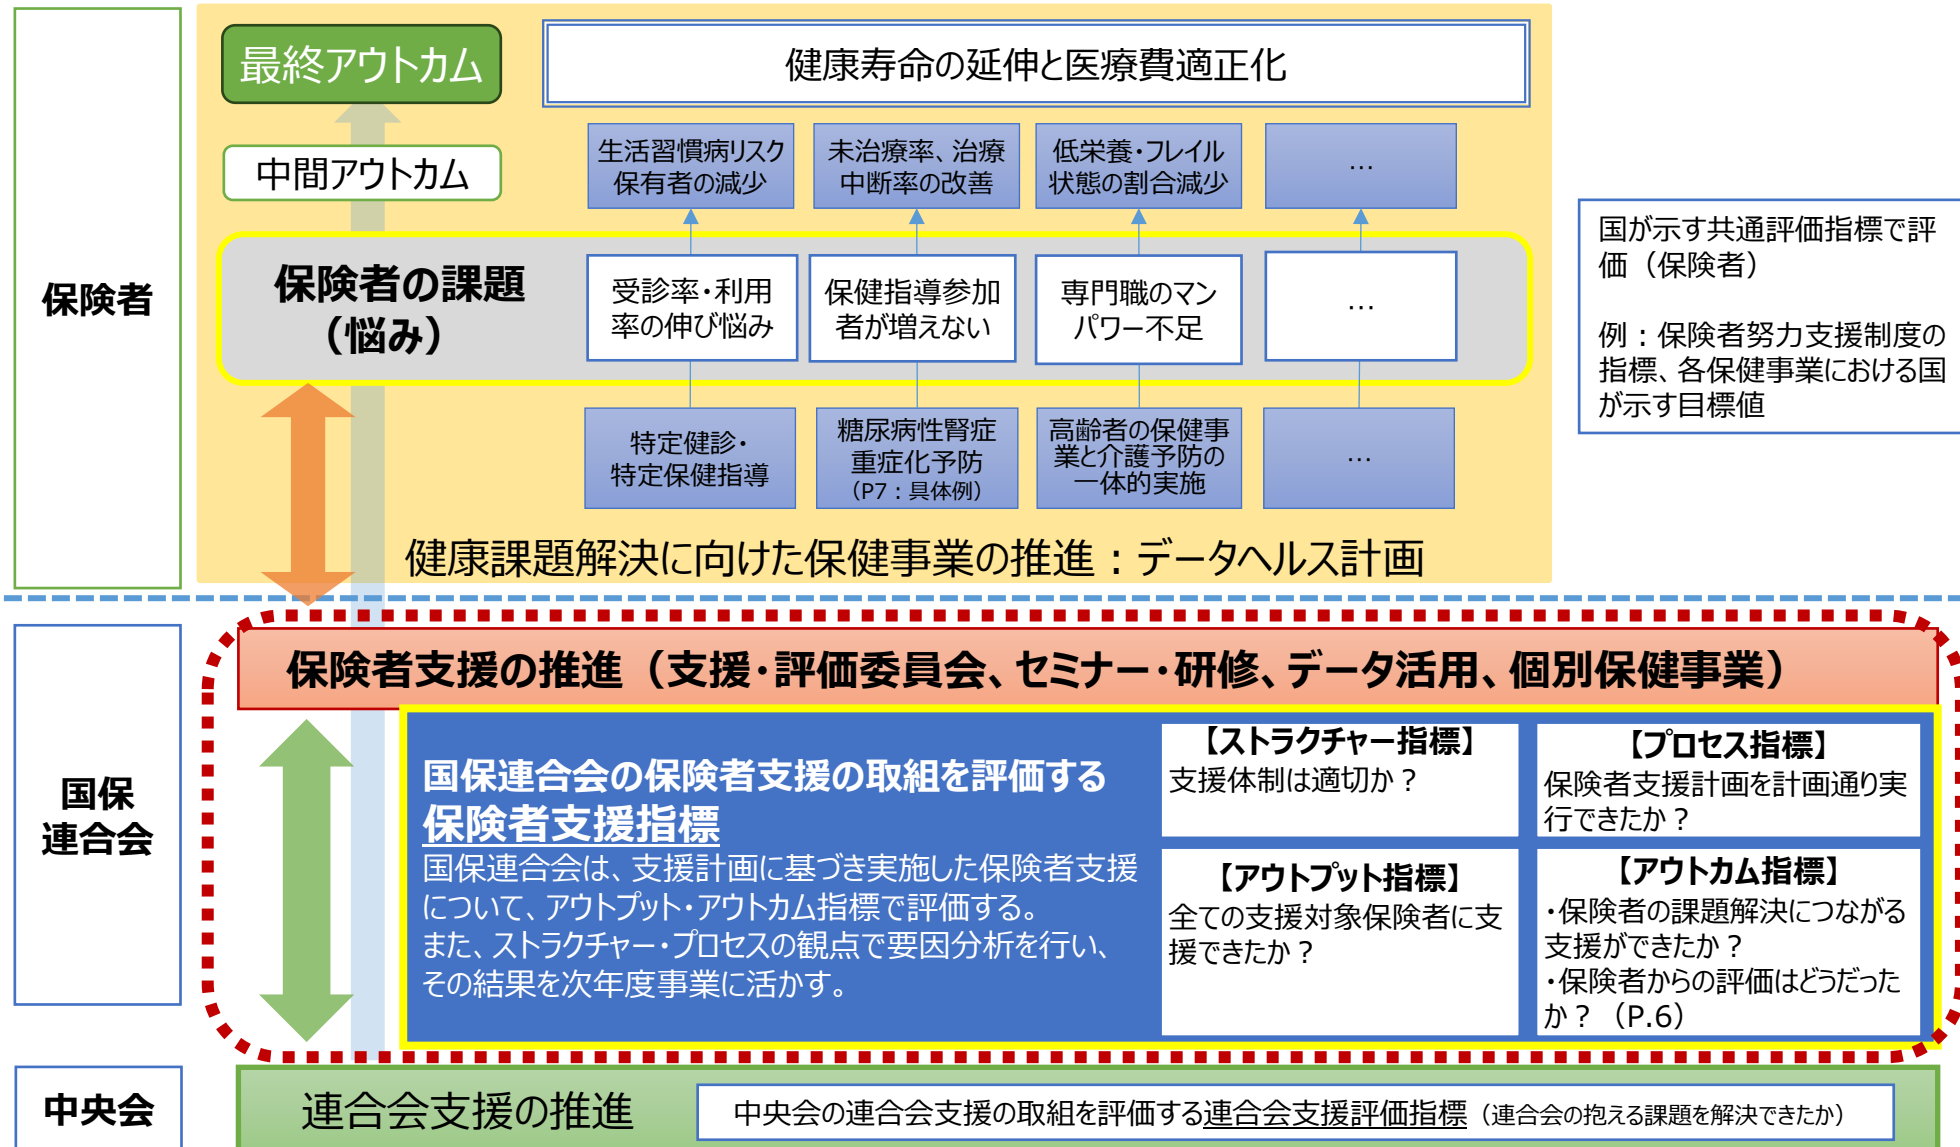 保険者
最終アウトカム
健康寿命の延伸と医療費適正化
中間アウトカム
生活習慣病リスク
保有者の減少
未治療率、治療
中断率の改善
低栄養・フレイル
状態の割合減少
…
保険者の課題
（悩み）
受診率・利用
率の伸び悩み
保健指導参加
者が増えない
専門職のマン
パワー不足
…
特定健診・
特定保健指導
糖尿病性腎症
重症化予防
（P7：具体例）
高齢者の保健事
業と介護予防の
一体的実施
…
健康課題解決に向けた保健事業の推進：データヘルス計画
国が示す共通評価指標で評
価（保険者）
例：保険者努力支援制度の
指標、各保健事業における国
が示す目標値
国保
連合会
保険者支援の推進（支援・評価委員会、セミナー・研修、データ活用、個別保健事業）
国保連合会の保険者支援の取組を評価する
保険者支援指標
国保連合会は、支援計画に基づき実施した保険者支援
について、アウトプット・アウトカム指標で評価する。
また、ストラクチャー・プロセスの観点で要因分析を行い、
その結果を次年度事業に活かす。
【ストラクチャー指標】
支援体制は適切か？
【プロセス指標】
保険者支援計画を計画通り実
行できたか？
【アウトプット指標】
全ての支援対象保険者に支
援できたか？
【アウトカム指標】
・保険者の課題解決につながる
支援ができたか？
・保険者からの評価はどうだった
か？（P.6）
中央会
連合会支援の推進
中央会の連合会支援の取組を評価する連合会支援評価指標（連合会の抱える課題を解決できたか）